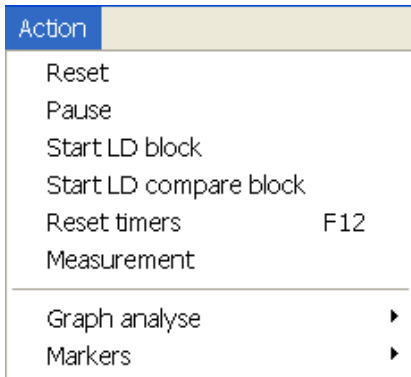 Action
Reset
Pause
Start LD block
Start LD compare block
Reset timers F12
Measurement
Graph analyse
Markers